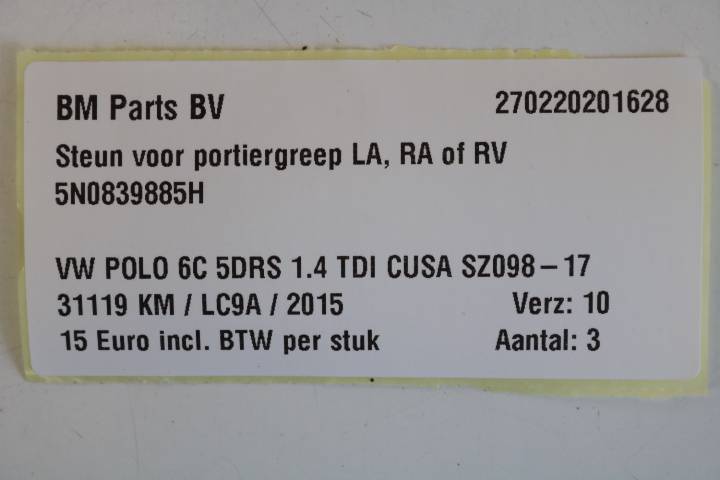 BM Parts BV 270220201628
Steun voor portiergreep LA, RA of RV
5N0839885H
VW POLO 6C 5DRS 1.4 TDI CUSA SZ098-17
31119 KM / LC9A / 2015 Verz: 10
15 Euro incl. BTW per stuk Aantal: 3